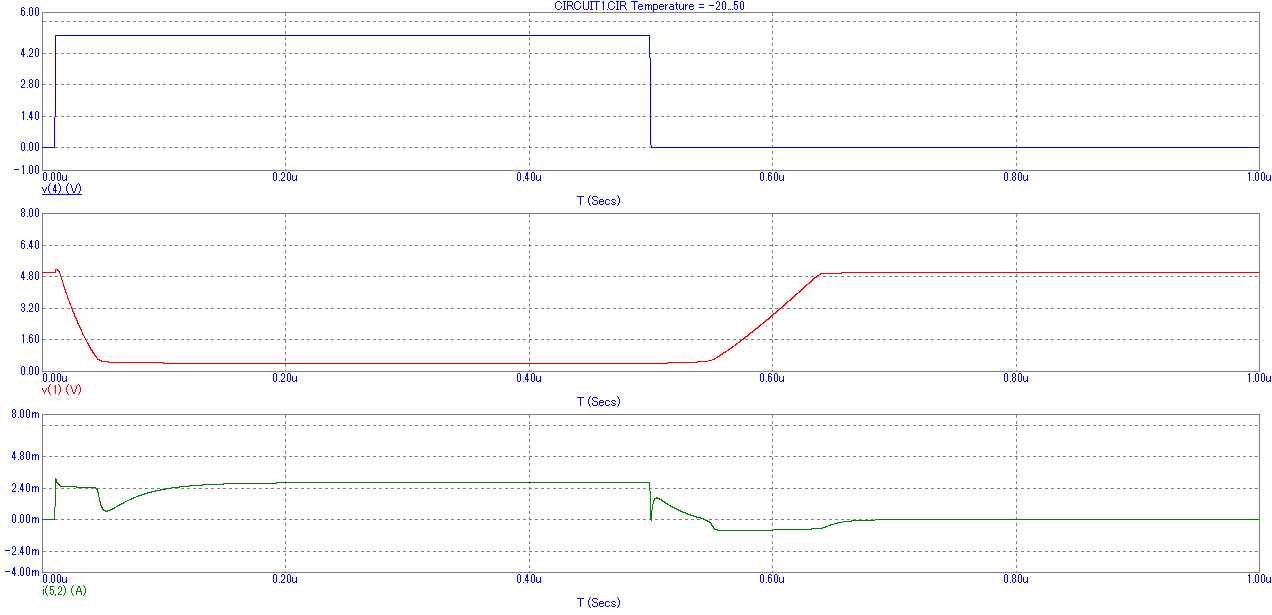 CIRCUIT1.CIR Temperature = -20...50
6.00
4.20
2.80
1.40
0.00
-1.00
0.00u 0.20u 0.40u 0.60u 0.80u 1.00u
v(4) (V)
T (Secs)
8.00
6.40
4.80
3.20
1.60
0.00
0.00u 0.20u 0.40u 0.60u 0.80u 1.00u
v(1) (V)
T (Secs)
8.00m
4.80m
2.40m
0.00m
-2.40m
-4.00m
0.00u 0.20u 0.40u 0.60u 0.80u 1.00u
i(5,2) (A)
T (Secs)